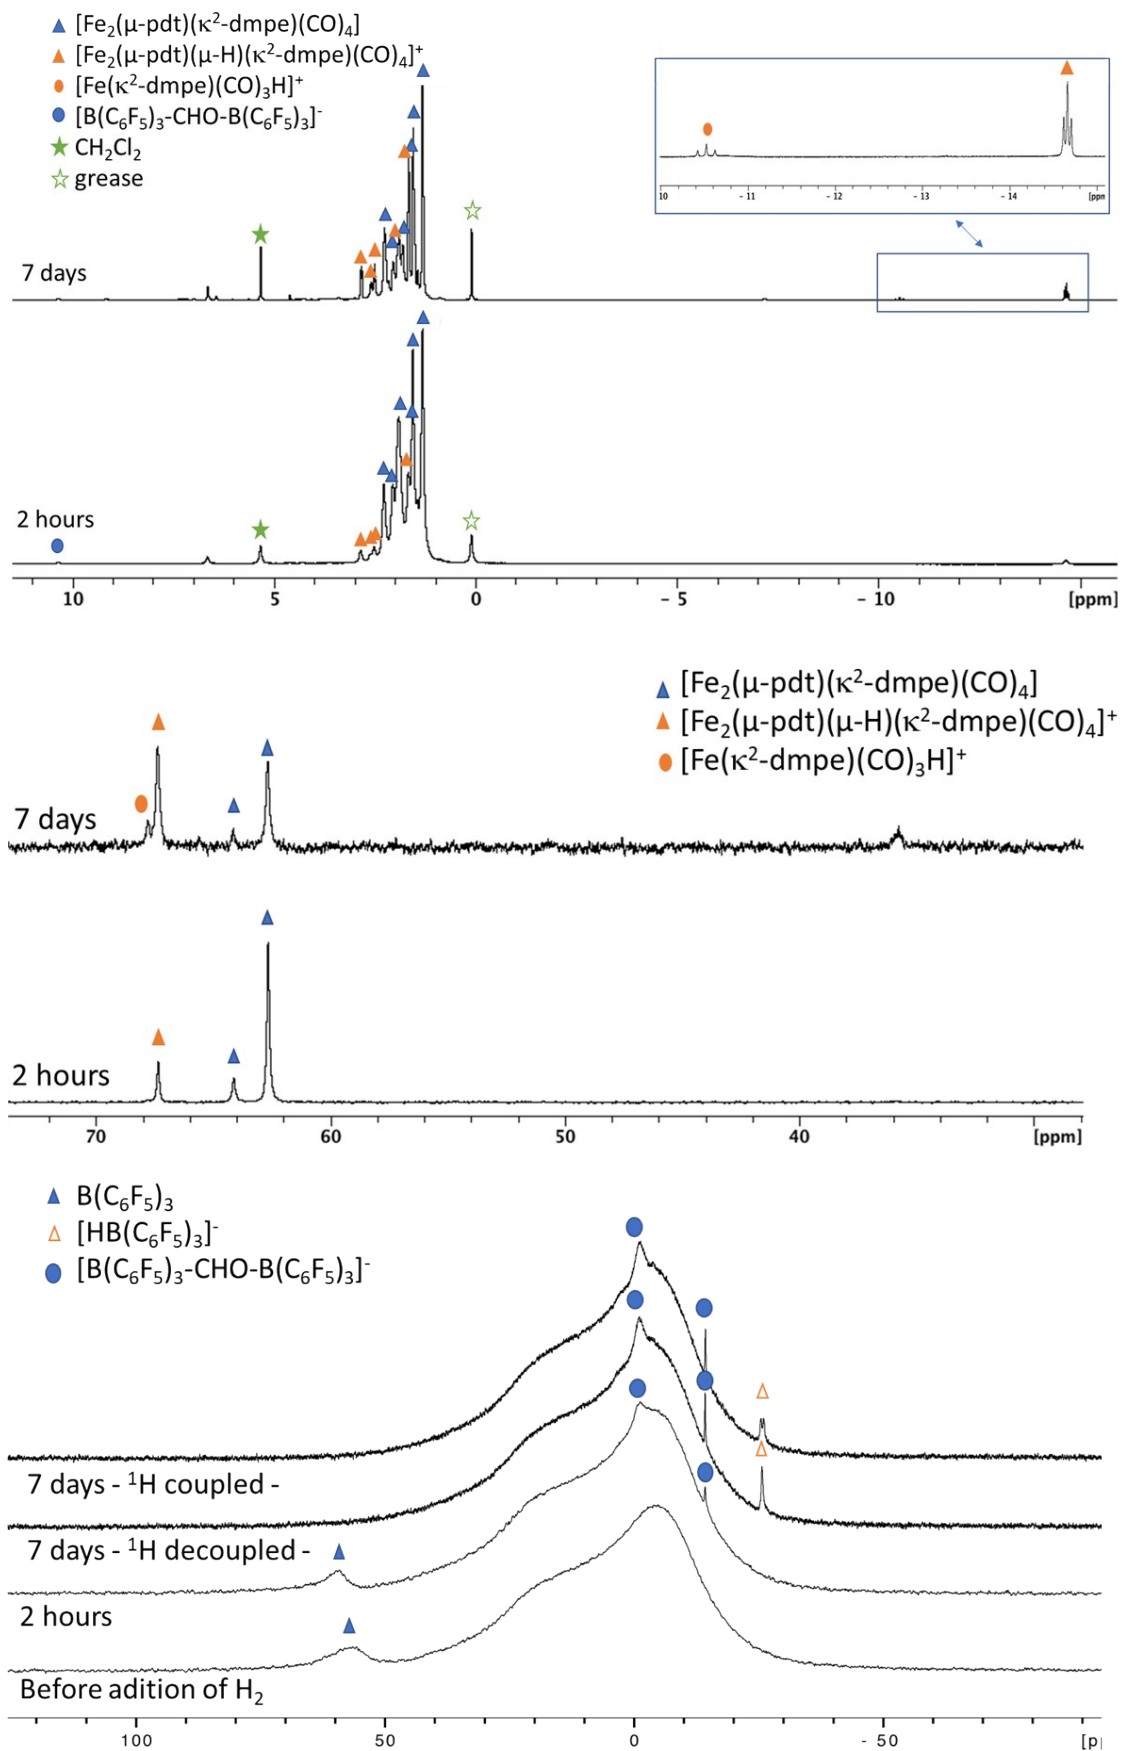 [Fe₂(μ-pdt)(κ²-dmpe)(CO)₄]
[Fe₂(μ-pdt)(μ-H)(κ²-dmpe)(CO)₄]⁺
[Fe(κ²-dmpe)(CO)₃H]⁺
[B(C₆F₅)₃-CHO-B(C₆F₅)₃]⁻
CH₂Cl₂
grease
10 -11 -12 -13 -14 [ppn
7 days
2 hours
10 5 0 -5 -10 [ppm]
[Fe₂(μ-pdt)(κ²-dmpe)(CO)₄]
[Fe₂(μ-pdt)(μ-H)(κ²-dmpe)(CO)₄]⁺
[Fe(κ²-dmpe)(CO)₃H]⁺
7 days
2 hours
70 60 50 40 [ppm]
B(C₆F₅)₃
[HB(C₆F₅)₃]⁻
[B(C₆F₅)₃-CHO-B(C₆F₅)₃]⁻
7 days - ¹H coupled -
7 days - ¹H decoupled -
2 hours
Before adition of H₂
100 50 0 -50 [p